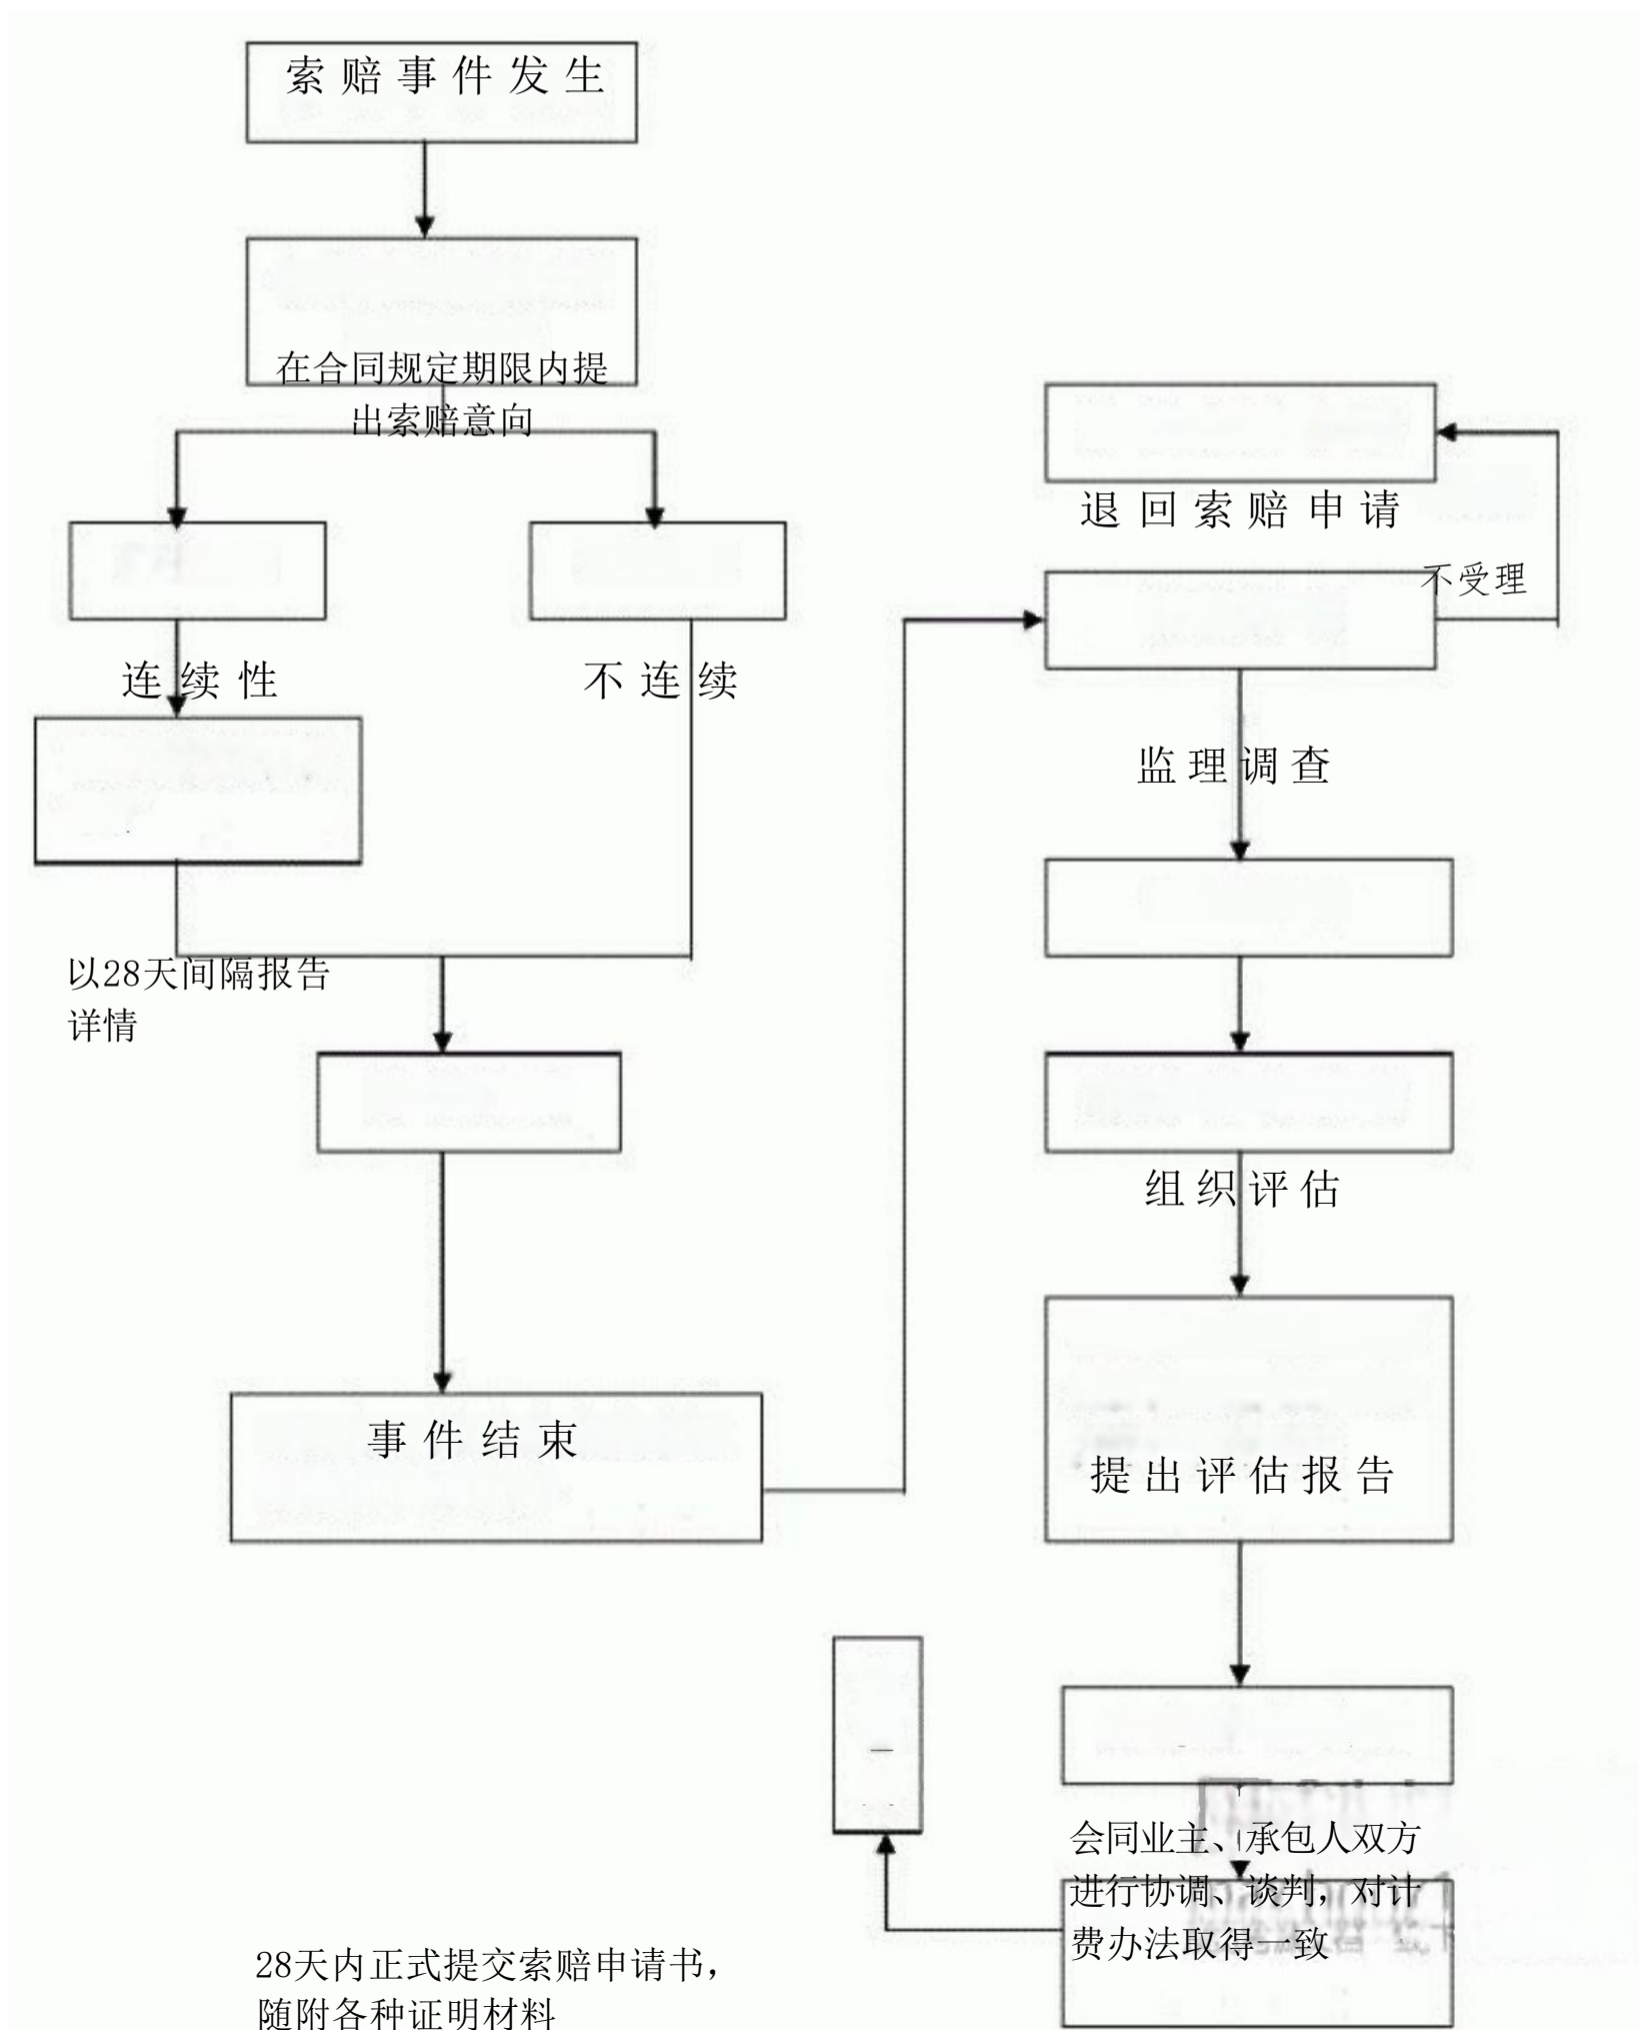 索赔事件发生
在合同规定期限内提
出索赔意向
连续性
不连续
以28天间隔报告
详情
事件结束
28天内正式提交索赔申请书，
随附各种证明材料
退回索赔申请
不受理
监理调查
组织评估
提出评估报告
会同业主、承包人双方
进行协调、谈判，对计
费办法取得一致